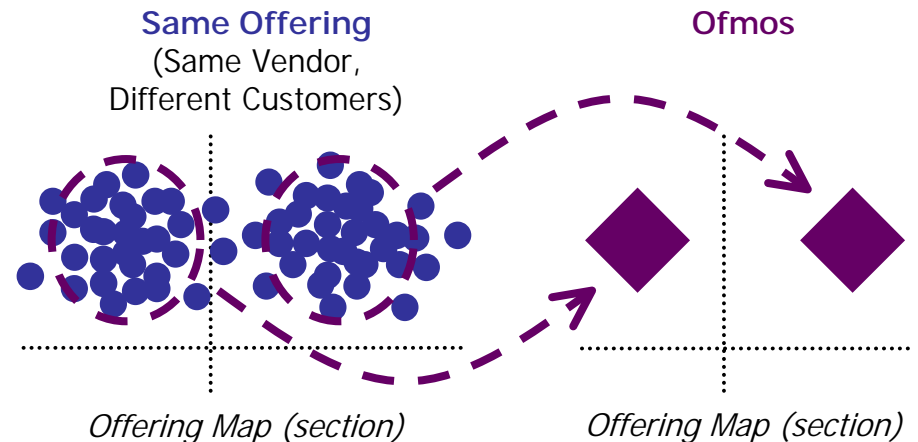 Same Offering
(Same Vendor,
Different Customers)
Ofmos
Offering Map (section)
Offering Map (section)